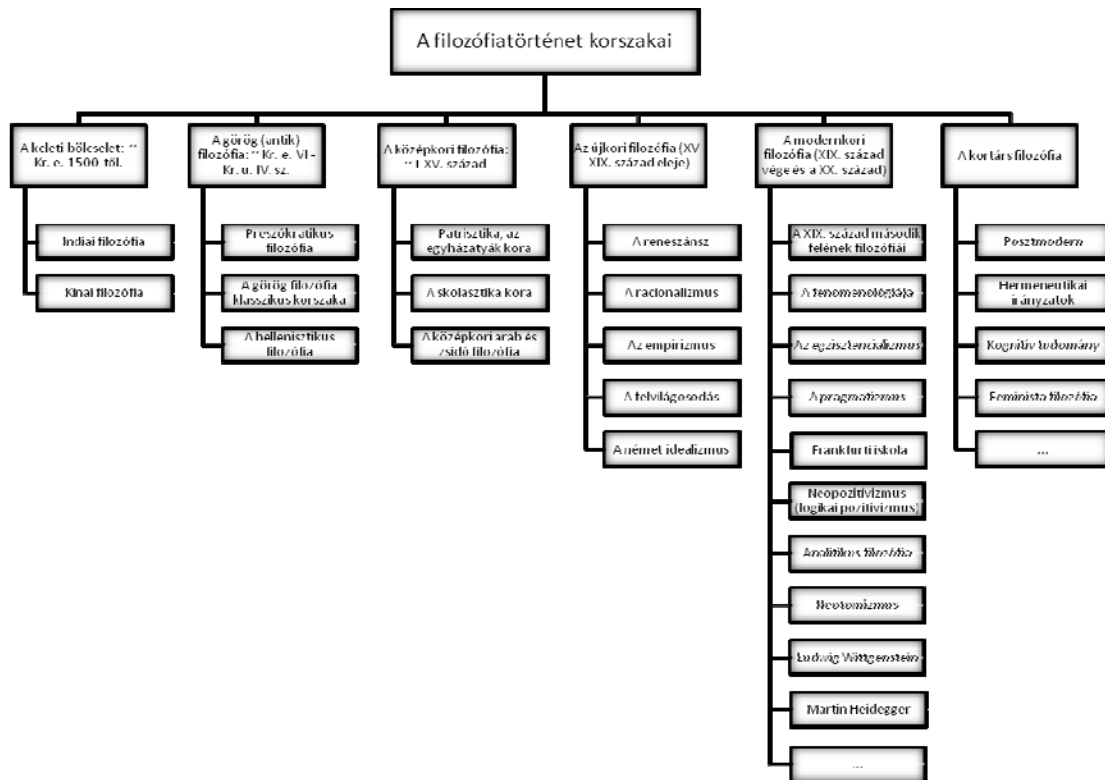 A filozófiatörténet korszakai
A keleti bölcselet: ~
Kr. e. 1500-tól.
A görög (antik)
filozófia: ~ Kr. e. VI -
Kr. u. IV. sz.
A középkori filozófia:
~ I-XV. század
Az újkori filozófia (XV
XIX. század eleje)
A modernkori
filozófia (XIX. század
vége és a XX. század)
A kortárs filozófia
Indiai filozófia
Kínai filozófia
Preszókratikus
filozófia
A görög filozófia
klasszikus korszaka
A hellenisztikus
filozófia
Patrisztika, az
egyházatyák kora
A skolasztika kora
A középkori arab és
zsidó filozófia
A reneszánsz
A racionalizmus
Az empirizmus
A felvilágosodás
A német idealizmus
A XIX. század második
felének filozófiái
A fenomenológiája
Az egzisztencializmus
A pragmatizmus
Frankfurti iskola
Neopozitívizmus
(logikai pozitivizmus)
Analitikus filozófia
Neotomizmus
Ludwig Wittgenstein
Martin Heidegger
...
Posztmodern
Hermeneutikai
irányzatok
Kognitív tudomány
Feminista filozófia
...